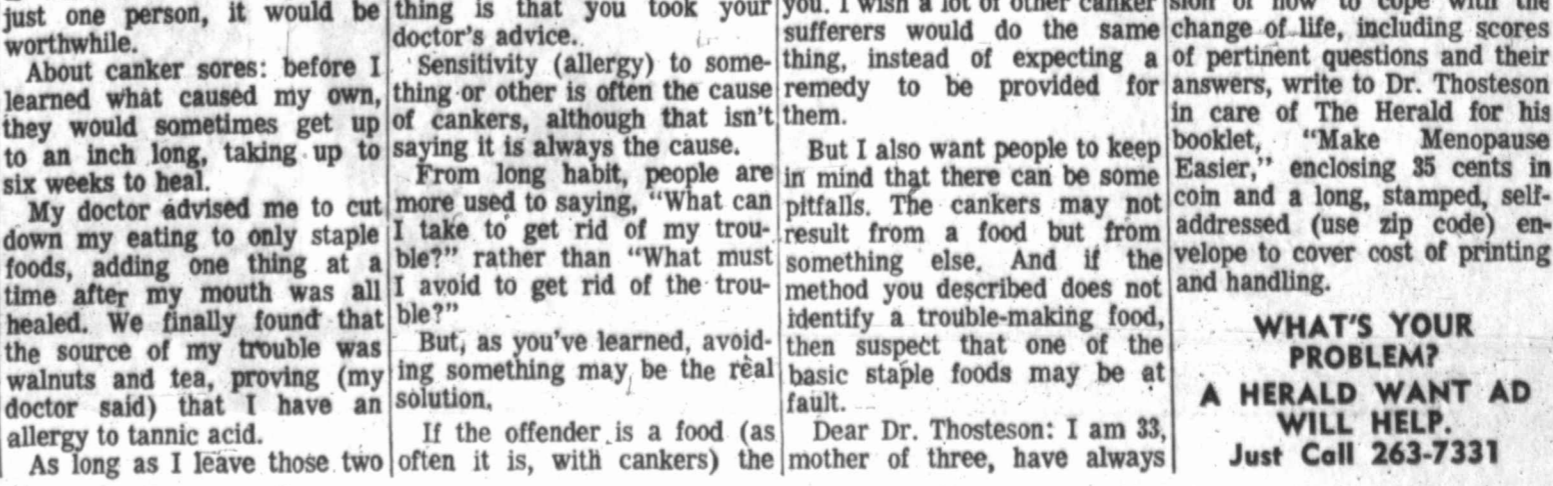 just one person, it would be
worthwhile.
About canker sores: before I
learned what caused my own,
they would sometimes get up
to an inch long, taking up to
six weeks to heal.
My doctor advised me to cut
down my eating to only staple
foods, adding one thing at a
time after my mouth was all
healed. We finally found that
the source of my trouble was
walnuts and tea, proving (my
doctor said) that I have an
allergy to tannic acid.
As long as I leave those two
thing is that you took your
doctor's advice.
Sensitivity (allergy) to some-
thing or other is often the cause
of cankers, although that isn't
saying it is always the cause.
From long habit, people are
more used to saying, "What can
I take to get rid of my trou-
ble?" rather than "What must
I avoid to get rid of the trou-
ble?"
But, as you've learned, avoid-
ing something may be the real
solution.
If the offender is a food (as
often it is, with cankers) the
you. I wish a lot of other canker
sufferers would do the same
thing, instead of expecting a
remedy to be provided for
them.
But I also want people to keep
in mind that there can be some
pitfalls. The cankers may not
result from a food but from
something else. And if the
method you described does not
identify a trouble-making food,
then suspect that one of the
basic staple foods may be at
fault.
Dear Dr. Thosteson: I am 33,
mother of three, have always
sion of how to cope with the
change of life, including scores
of pertinent questions and their
answers, write to Dr. Thosteson
in care of The Herald for his
booklet, "Make Menopause
Easier," enclosing 35 cents in
coin and a long, stamped, self-
addressed (use zip code) en-
velope to cover cost of printing
and handling.
WHAT'S YOUR
PROBLEM?
A HERALD WANT AD
WILL HELP.
Just Call 263-7331